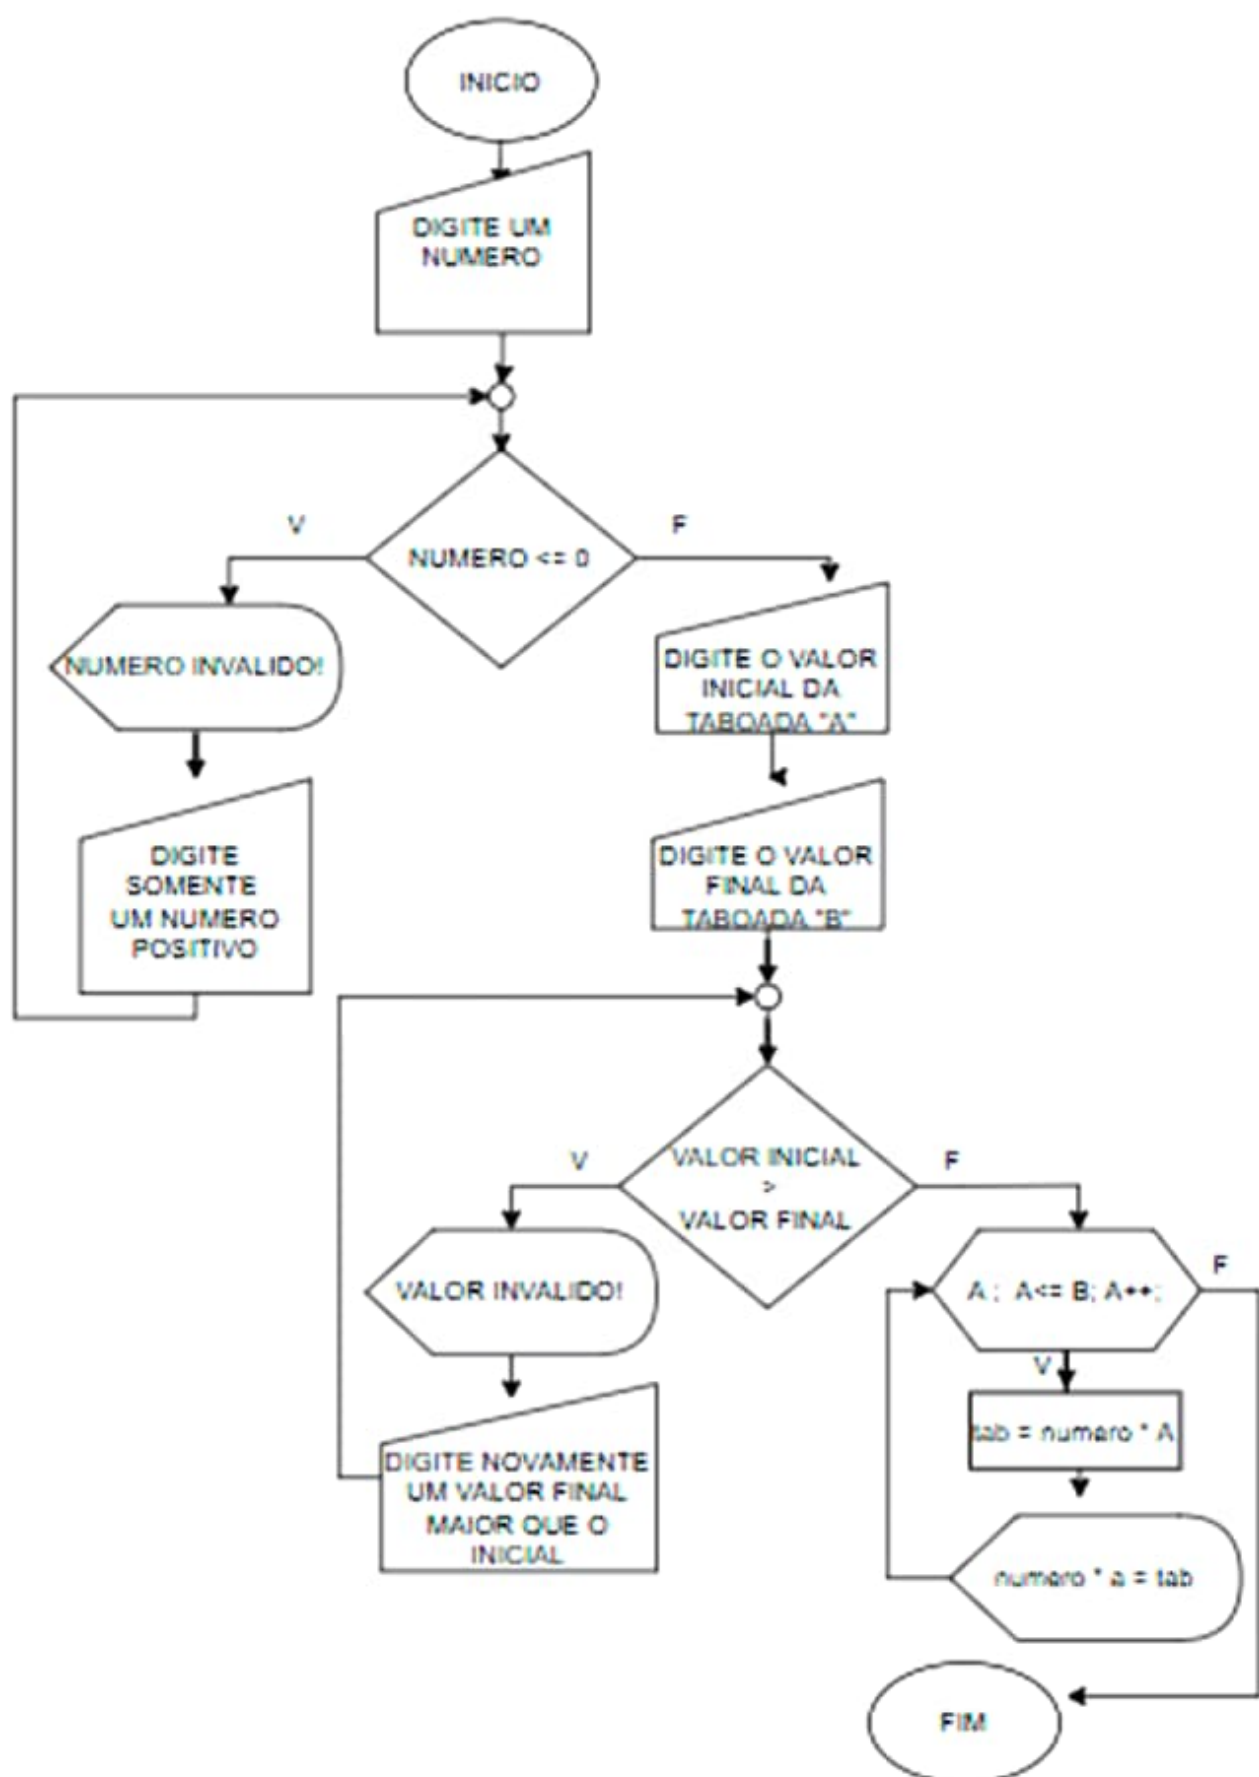 INICIO
DIGITE UM
NUMERO
V
F
NUMERO <= 0
NUMERO INVALIDO!
DIGITE O VALOR
INICIAL DA
TABOADA "A"
DIGITE
SOMENTE
UM NUMERO
POSITIVO
DIGITE O VALOR
FINAL DA
TABOADA "B"
V
VALOR INICIAL
>
VALOR FINAL
F
VALOR INVALIDO!
A ; A<= B; A++;
F
V
tab = numero * A
DIGITE NOVAMENTE
UM VALOR FINAL
MAIOR QUE O
INICIAL
numero * a = tab
FIM